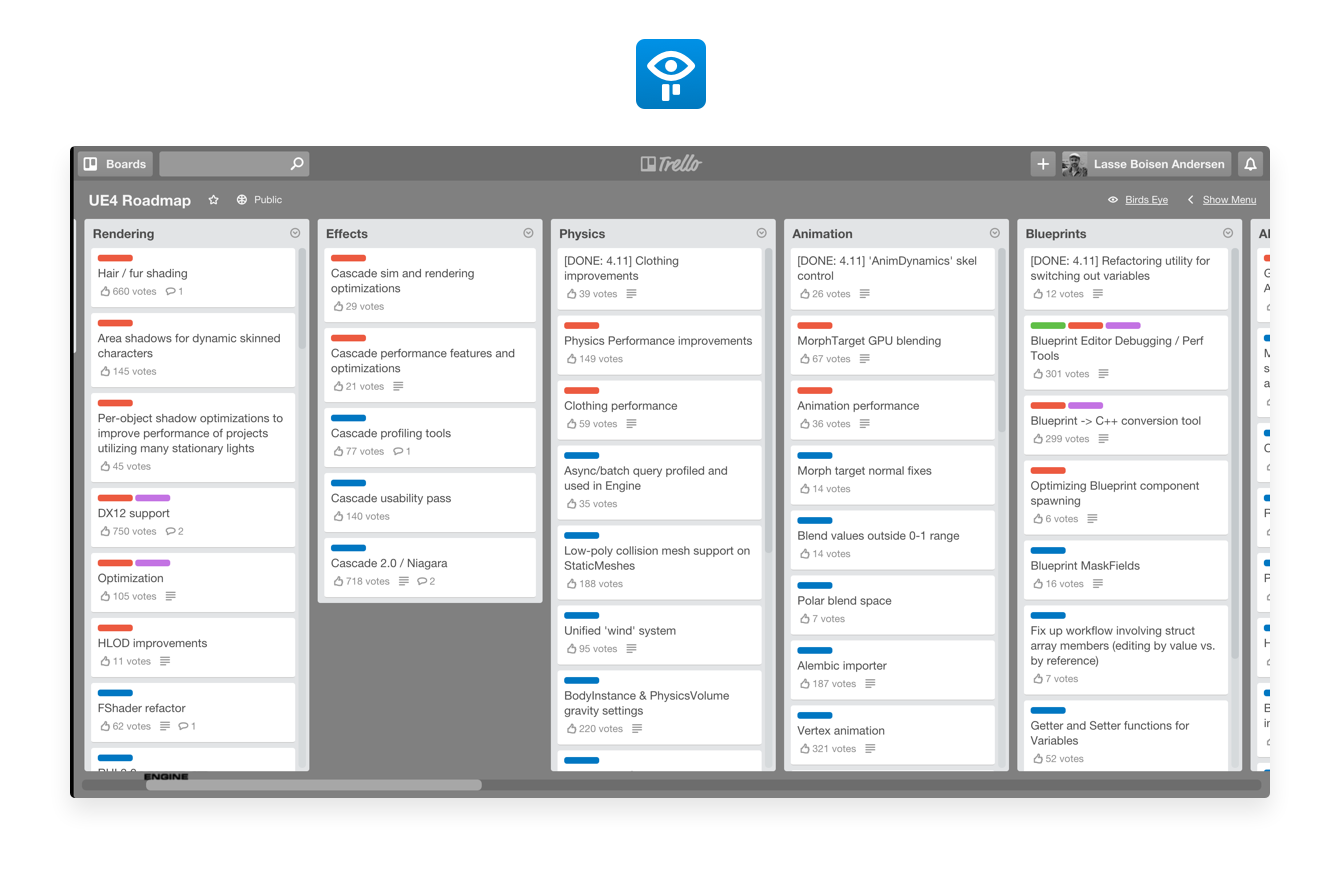 Boards
Trello
Lasse Boisen Andersen
UE4 Roadmap
Public
Birds Eye
Show Menu
Rendering
Hair / fur shading
660 votes 1
Area shadows for dynamic skinned
characters
145 votes
Per-object shadow optimizations to
improve performance of projects
utilizing many stationary lights
45 votes
DX12 support
750 votes 2
Optimization
105 votes
HLOD improvements
11 votes
FShader refactor
62 votes 1
ENGINE
Effects
Cascade sim and rendering
optimizations
29 votes
Cascade performance features and
optimizations
21 votes
Cascade profiling tools
77 votes 1
Cascade usability pass
140 votes
Cascade 2.0 / Niagara
718 votes 2
Physics
[DONE: 4.11] Clothing
improvements
39 votes
Physics Performance improvements
149 votes
Clothing performance
59 votes
Async/batch query profiled and
used in Engine
35 votes
Low-poly collision mesh support on
StaticMeshes
188 votes
Unified 'wind' system
95 votes
BodyInstance & PhysicsVolume
gravity settings
220 votes
Animation
[DONE: 4.11] 'AnimDynamics' skel
control
26 votes
MorphTarget GPU blending
67 votes
Animation performance
36 votes
Morph target normal fixes
14 votes
Blend values outside 0-1 range
14 votes
Polar blend space
7 votes
Alembic importer
187 votes
Vertex animation
321 votes
Blueprints
[DONE: 4.11] Refactoring utility for
switching out variables
12 votes
Blueprint Editor Debugging / Perf
Tools
301 votes
Blueprint -> C++ conversion tool
299 votes
Optimizing Blueprint component
spawning
6 votes
Blueprint MaskFields
16 votes
Fix up workflow involving struct
array members (editing by value vs.
by reference)
7 votes
Getter and Setter functions for
Variables
52 votes